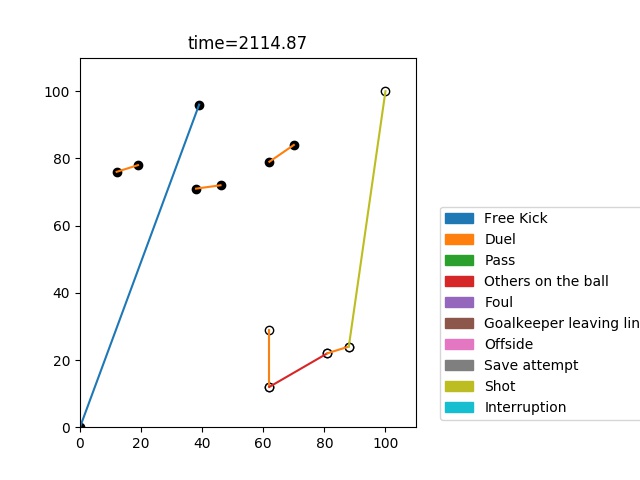 time=2114.87
100
80
60
40
20
0
0 20 40 60 80 100
Free Kick
Duel
Pass
Others on the ball
Foul
Goalkeeper leaving lin
Offside
Save attempt
Shot
Interruption